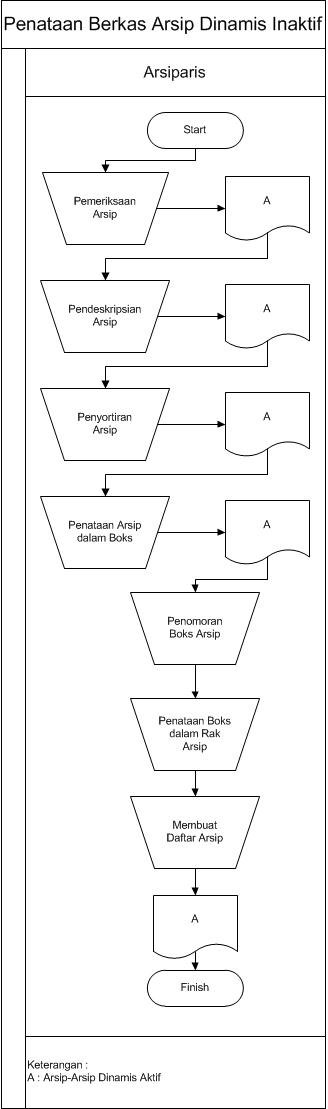 Penataan Berkas Arsip Dinamis Inaktif
Arsiparis
Start
Pemeriksaan
Arsip
A
Pendeskripsian
Arsip
A
Penyortiran
Arsip
A
Penataan Arsip
dalam Boks
A
Penomoran
Boks Arsip
Penataan Boks
dalam Rak
Arsip
Membuat
Daftar Arsip
A
Finish
Keterangan :
A : Arsip-Arsip Dinamis Aktif